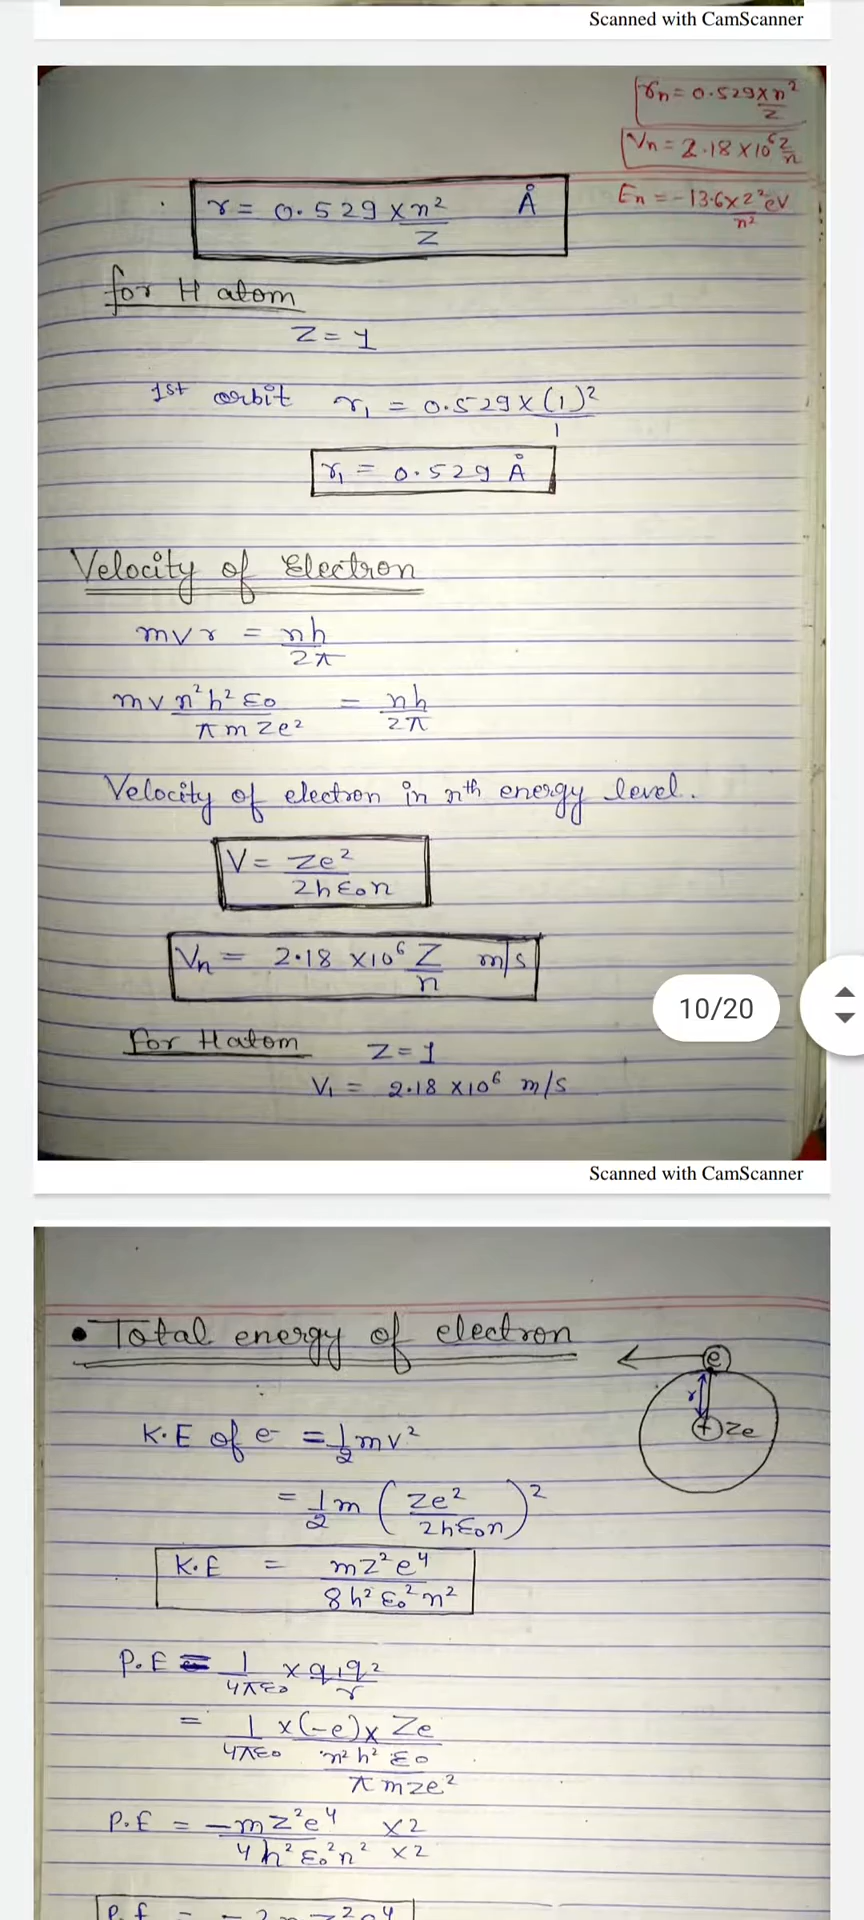 Scanned with CamScanner
rn = 0.529 x n²/z
Vn = 2.18 x 10⁶ z/n
En = -13.6 x z² eV/n²
r = 0.529 x n²/z Å
for H atom
Z = 1
1st orbit r₁ = 0.529 x (1)²/1
r₁ = 0.529 Å
Velocity of Electron
mvr = nh/2π
mv n²h²ε₀/πmZe² = nh/2π
Velocity of electron in nth energy level.
V = Ze²/2hε₀n
Vn = 2.18 x10⁶ Z/n m/s
10/20
For H atom Z = 1
V₁ = 2.18 x10⁶ m/s
Scanned with CamScanner
• Total energy of electron
e
r
+ Ze
K.E of e⁻ = 1/2 mv²
= 1/2 m (Ze²/2hε₀n)²
K.E = mZ²e⁴/8h²ε₀²n²
P.E = 1/4πε₀ x q₁q₂/r
= 1/4πε₀ x (-e) x Ze/n²h²ε₀/πmze²
P.E = -mZ²e⁴/4h²ε₀²n² x2/x2